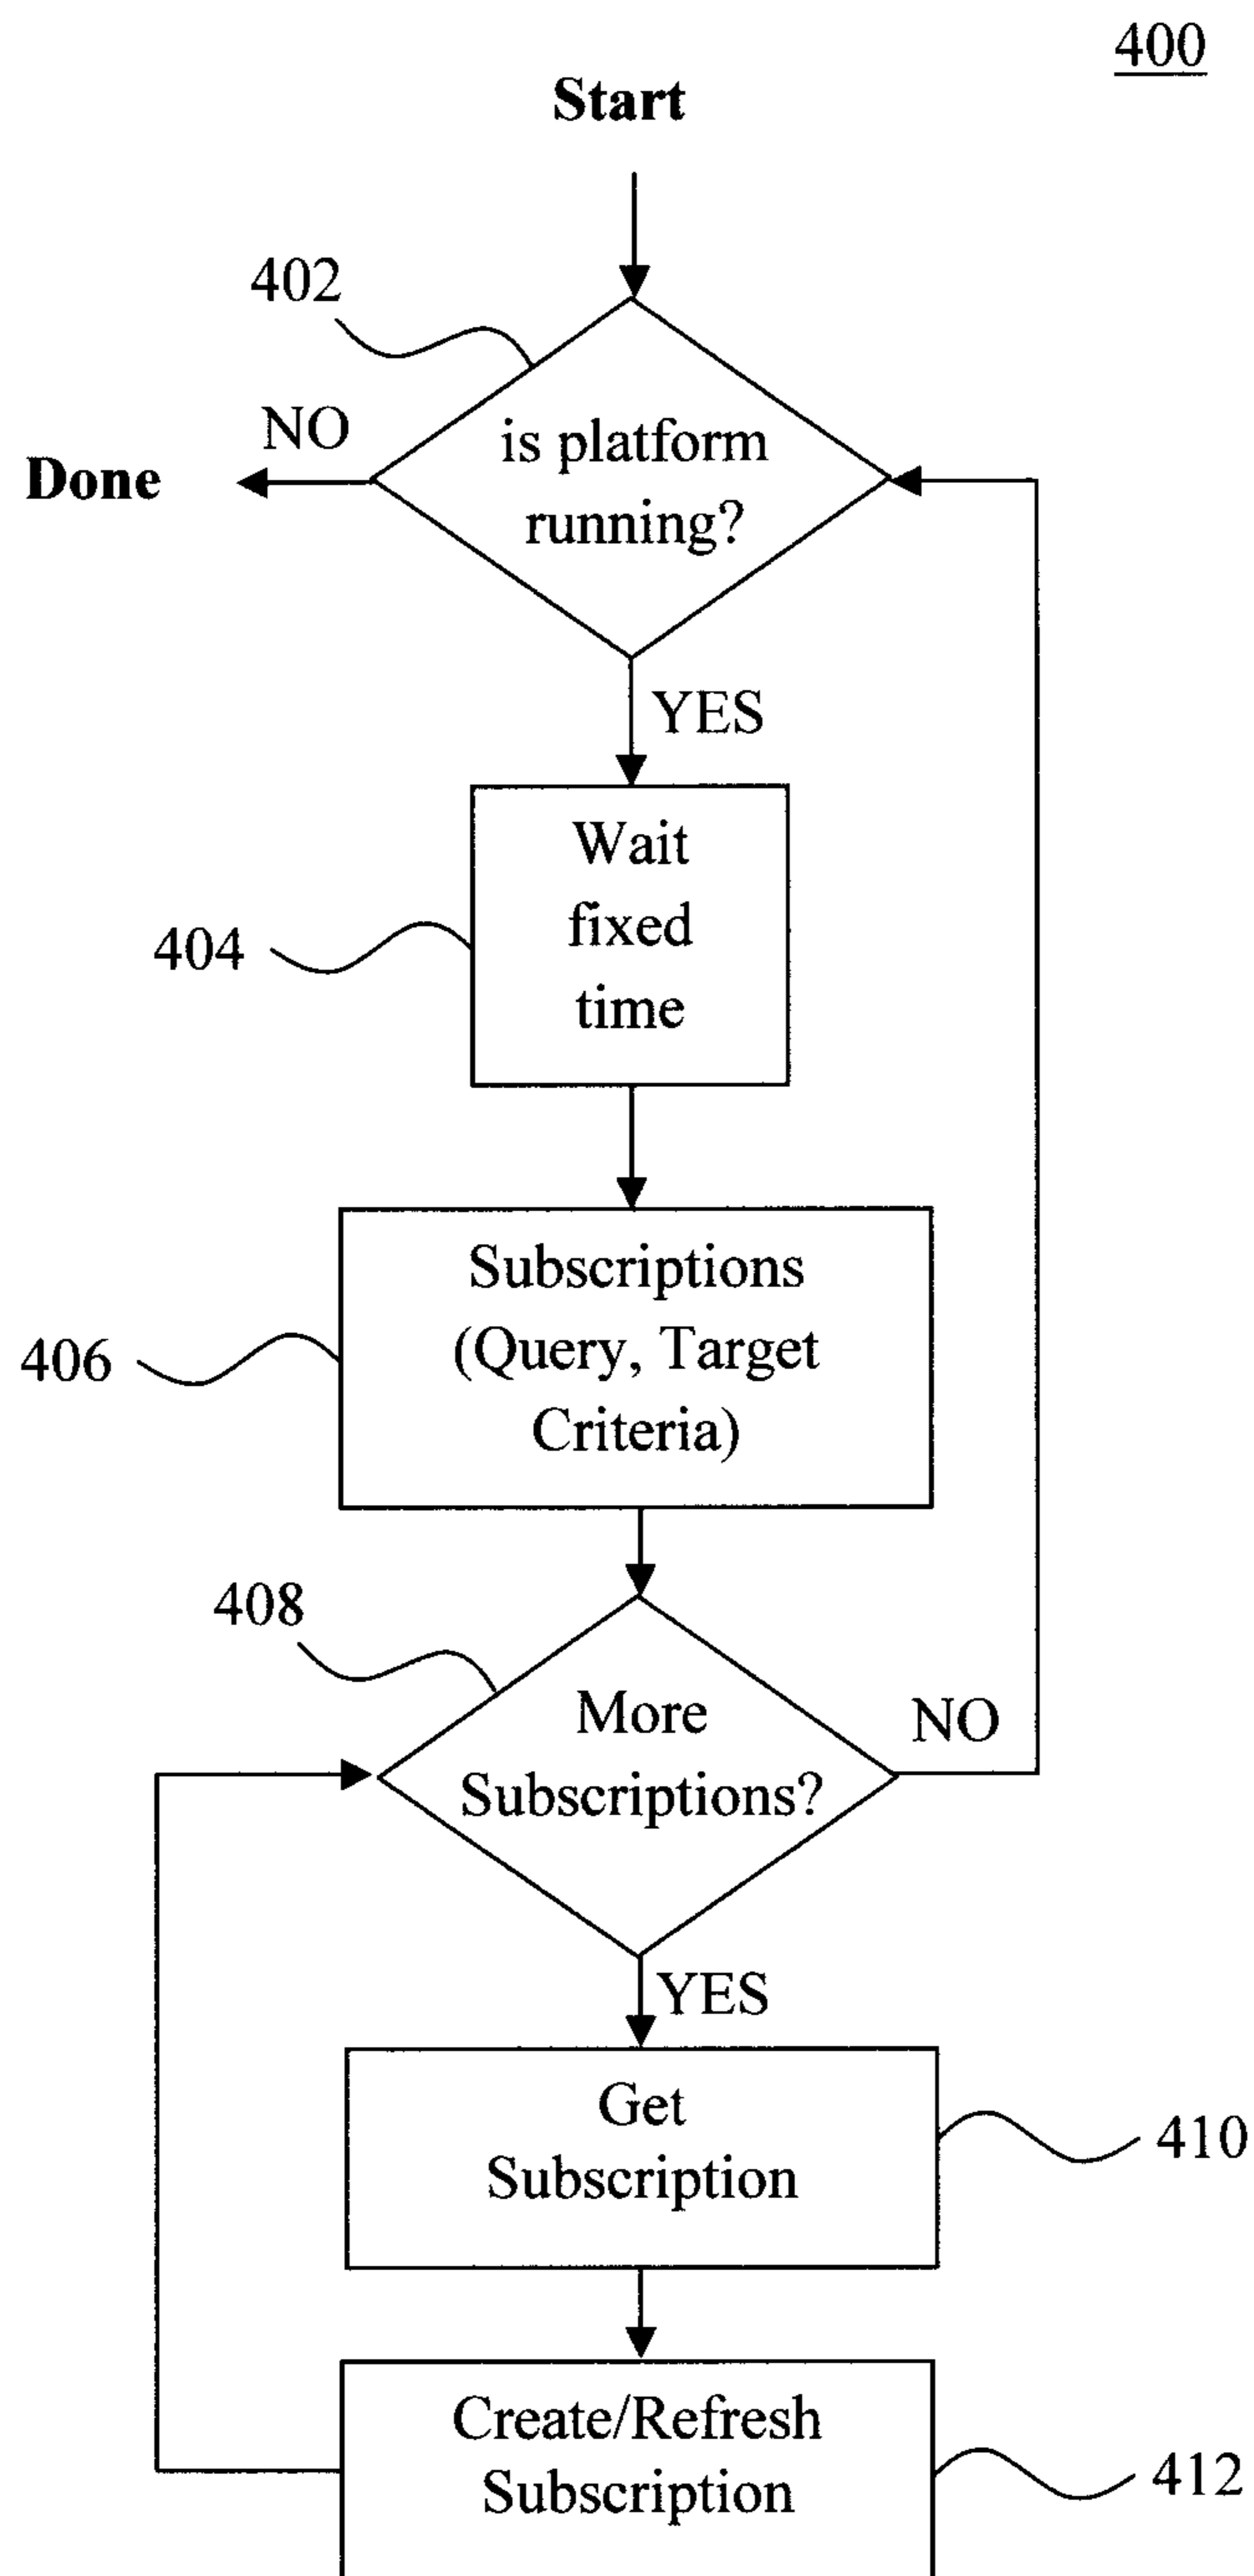 400
Start
402
NO
Done
is platform
running?
YES
Wait
fixed
time
404
Subscriptions
(Query, Target
Criteria)
406
408
More
Subscriptions?
NO
YES
Get
Subscription
410
Create/Refresh
Subscription
412